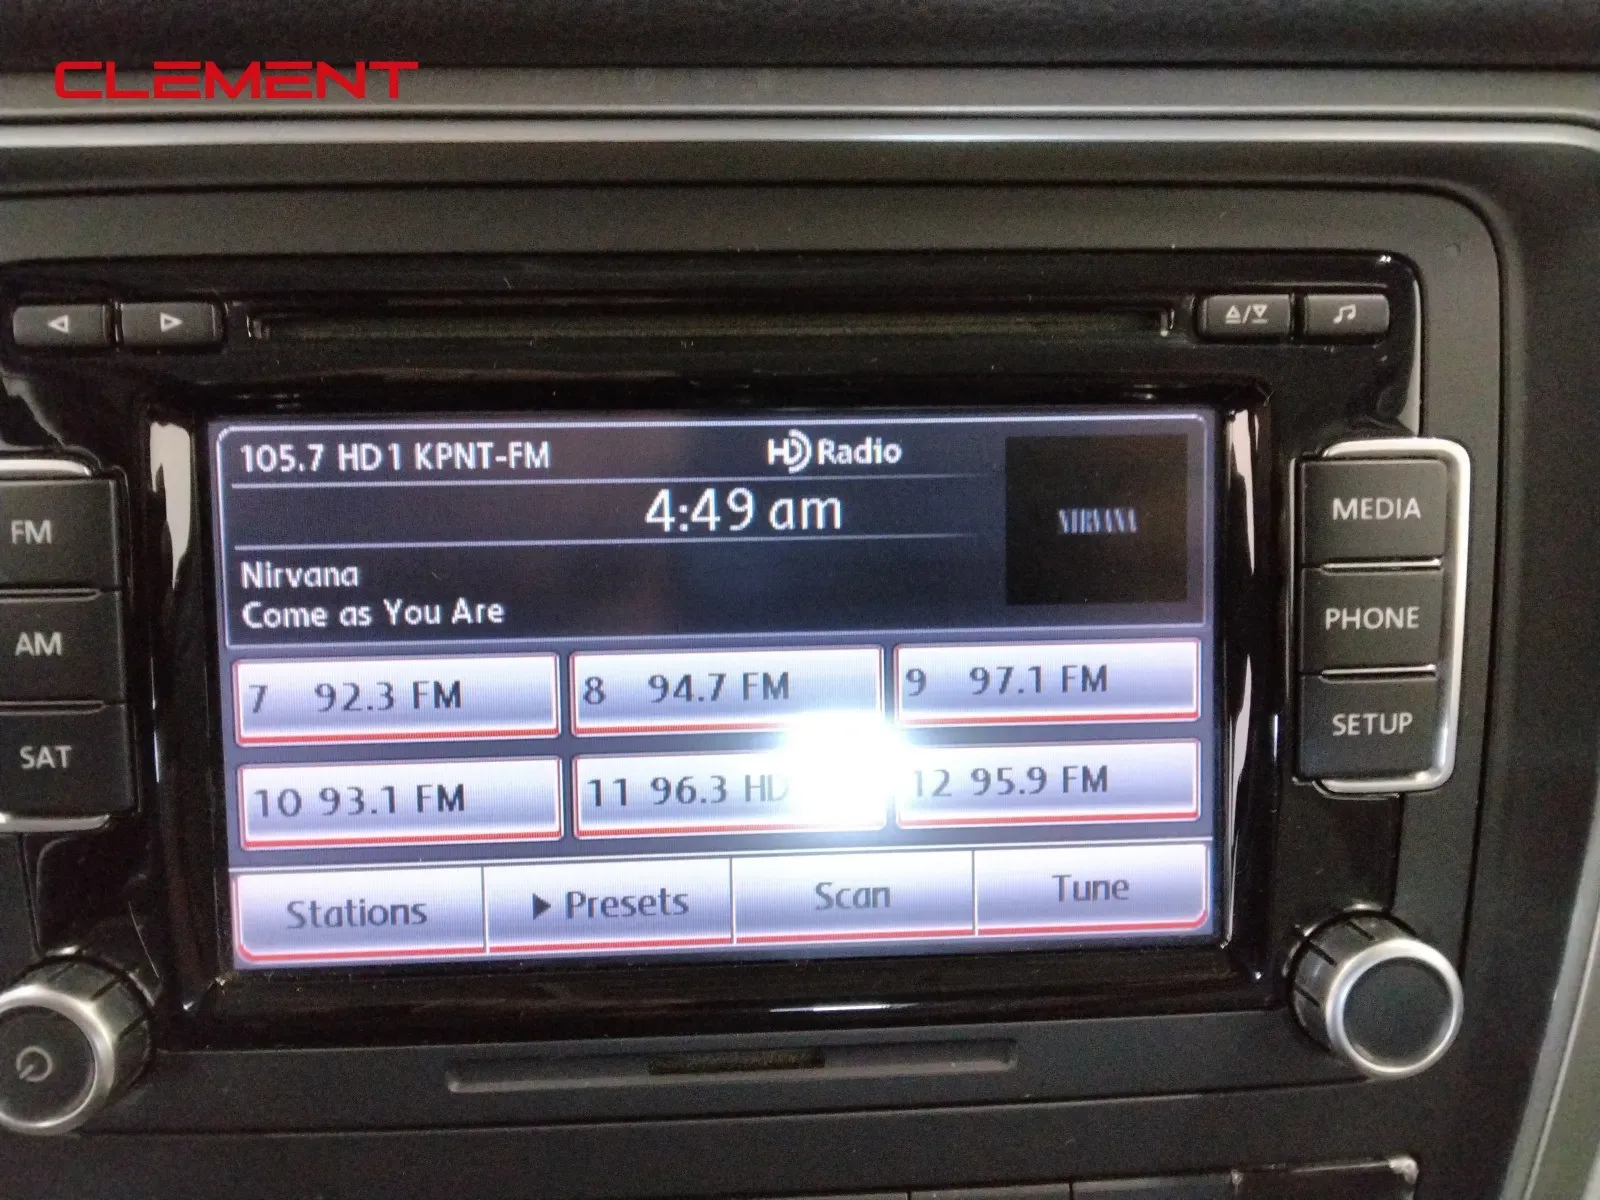 CLEMENT
105.7 HD1 KPNT-FM HD Radio
4:49 am
NIRVANA
Nirvana
Come as You Are
FM
AM
SAT
MEDIA
PHONE
SETUP
7 92.3 FM
8 94.7 FM
9 97.1 FM
10 93.1 FM
11 96.3 HD
12 95.9 FM
Stations
Presets
Scan
Tune